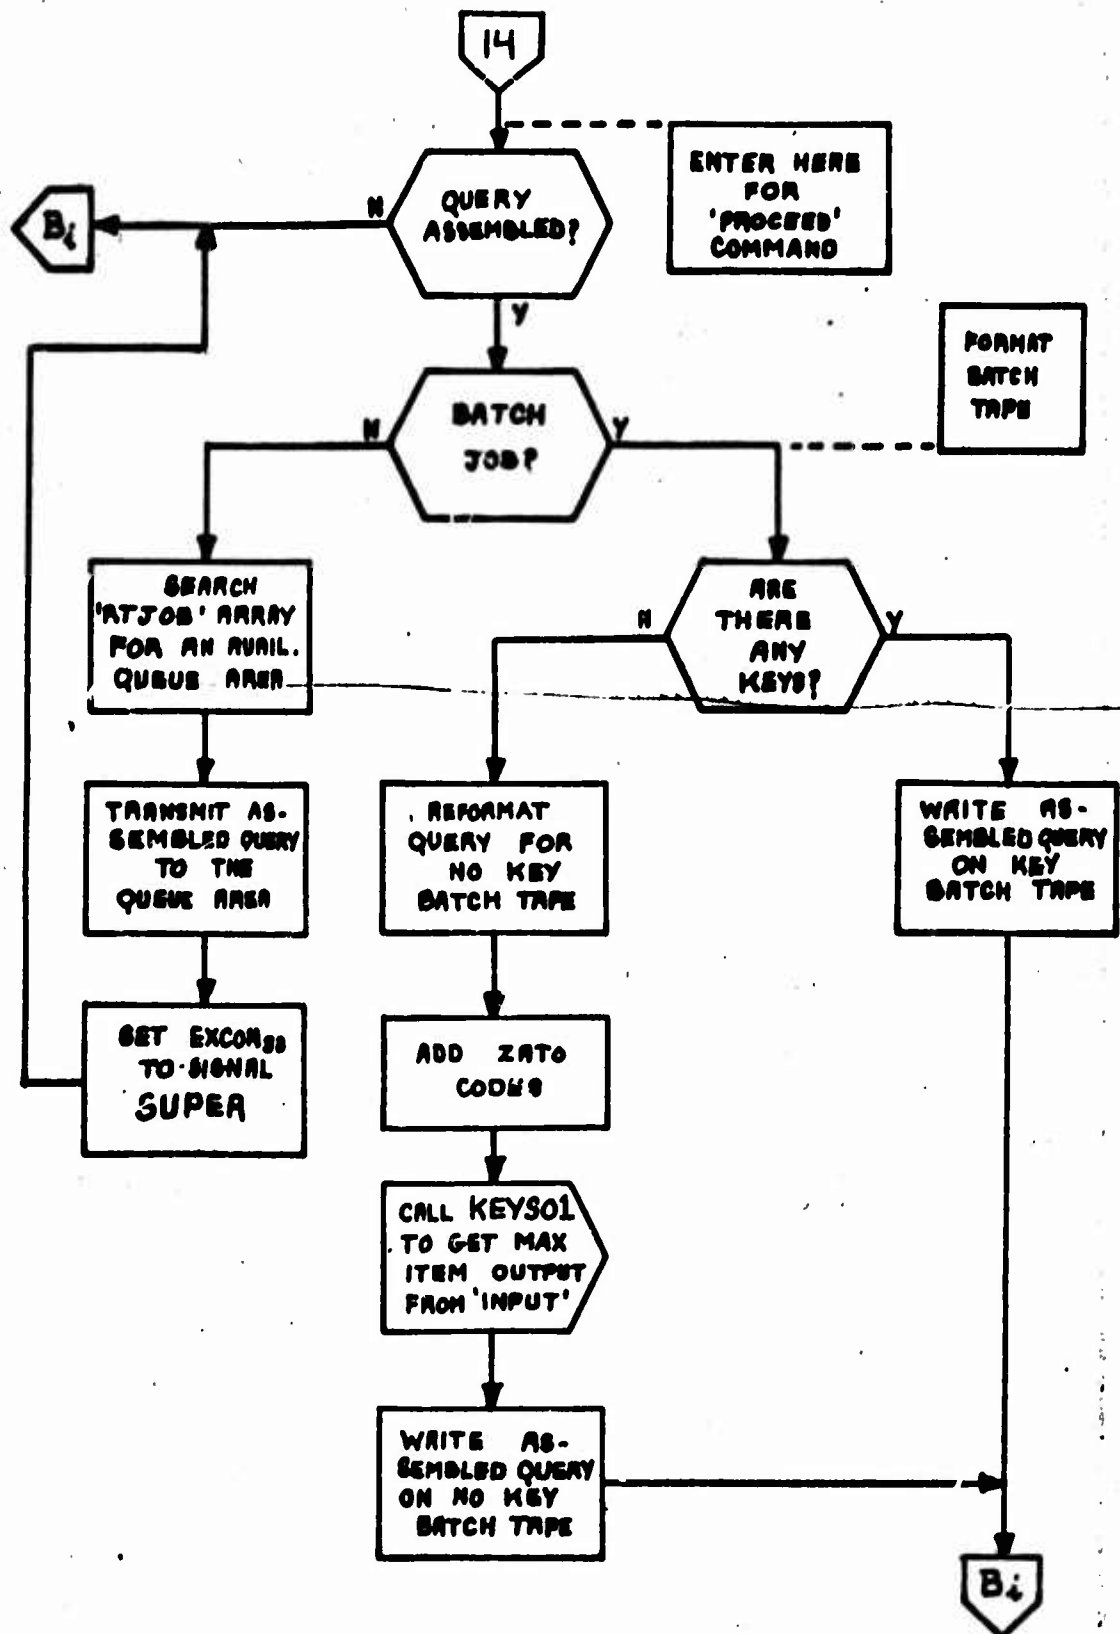 14
ENTER HERE
FOR
'PROCEED'
COMMAND
QUERY
ASSEMBLED?
N
Bi
Y
FORMAT
BATCH
TAPE
BATCH
JOB?
N
Y
SEARCH
'RTJOB' ARRAY
FOR AN AVAIL.
QUEUE AREA
ARE
THERE
ANY
KEYS?
N
Y
TRANSMIT AS-
SEMBLED QUERY
TO THE
QUEUE AREA
REFORMAT
QUERY FOR
NO KEY
BATCH TAPE
WRITE AS-
SEMBLED QUERY
ON KEY
BATCH TAPE
SET
TO SIGNAL
SUPER
ADD ZATO
CODES
CALL KEYS01
TO GET MAX
ITEM OUTPUT
FROM 'INPUT'
WRITE AS-
SEMBLED QUERY
ON NO KEY
BATCH TAPE
Bi